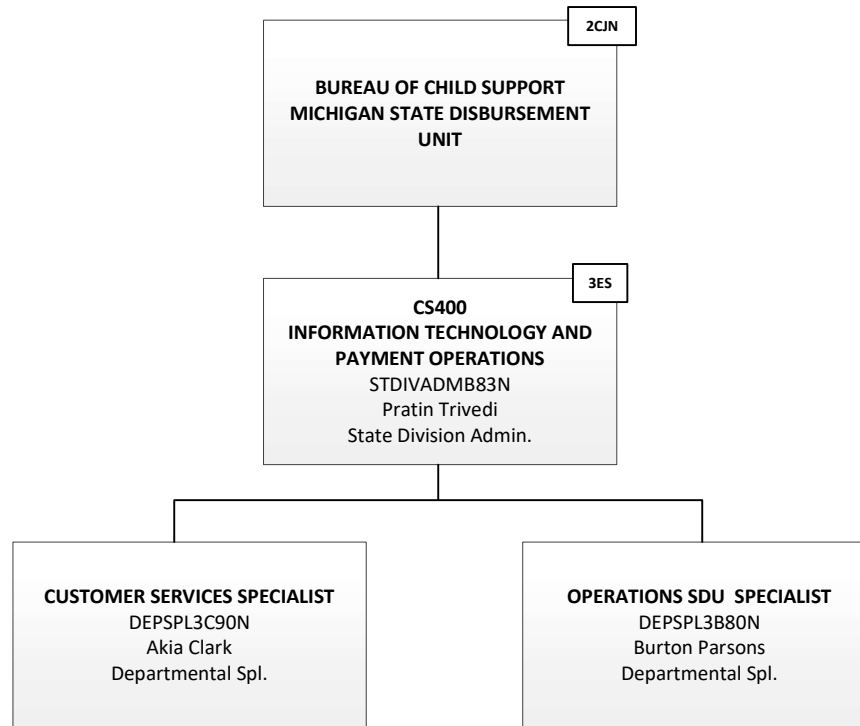 2CJN
BUREAU OF CHILD SUPPORT
MICHIGAN STATE DISBURSEMENT
UNIT
3ES
CS400
INFORMATION TECHNOLOGY AND
PAYMENT OPERATIONS
STDIVADMB83N
Pratin Trivedi
State Division Admin.
CUSTOMER SERVICES SPECIALIST
DEPSPL3C90N
Akia Clark
Departmental Spl.
OPERATIONS SDU  SPECIALIST
DEPSPL3B80N
Burton Parsons
Departmental Spl.